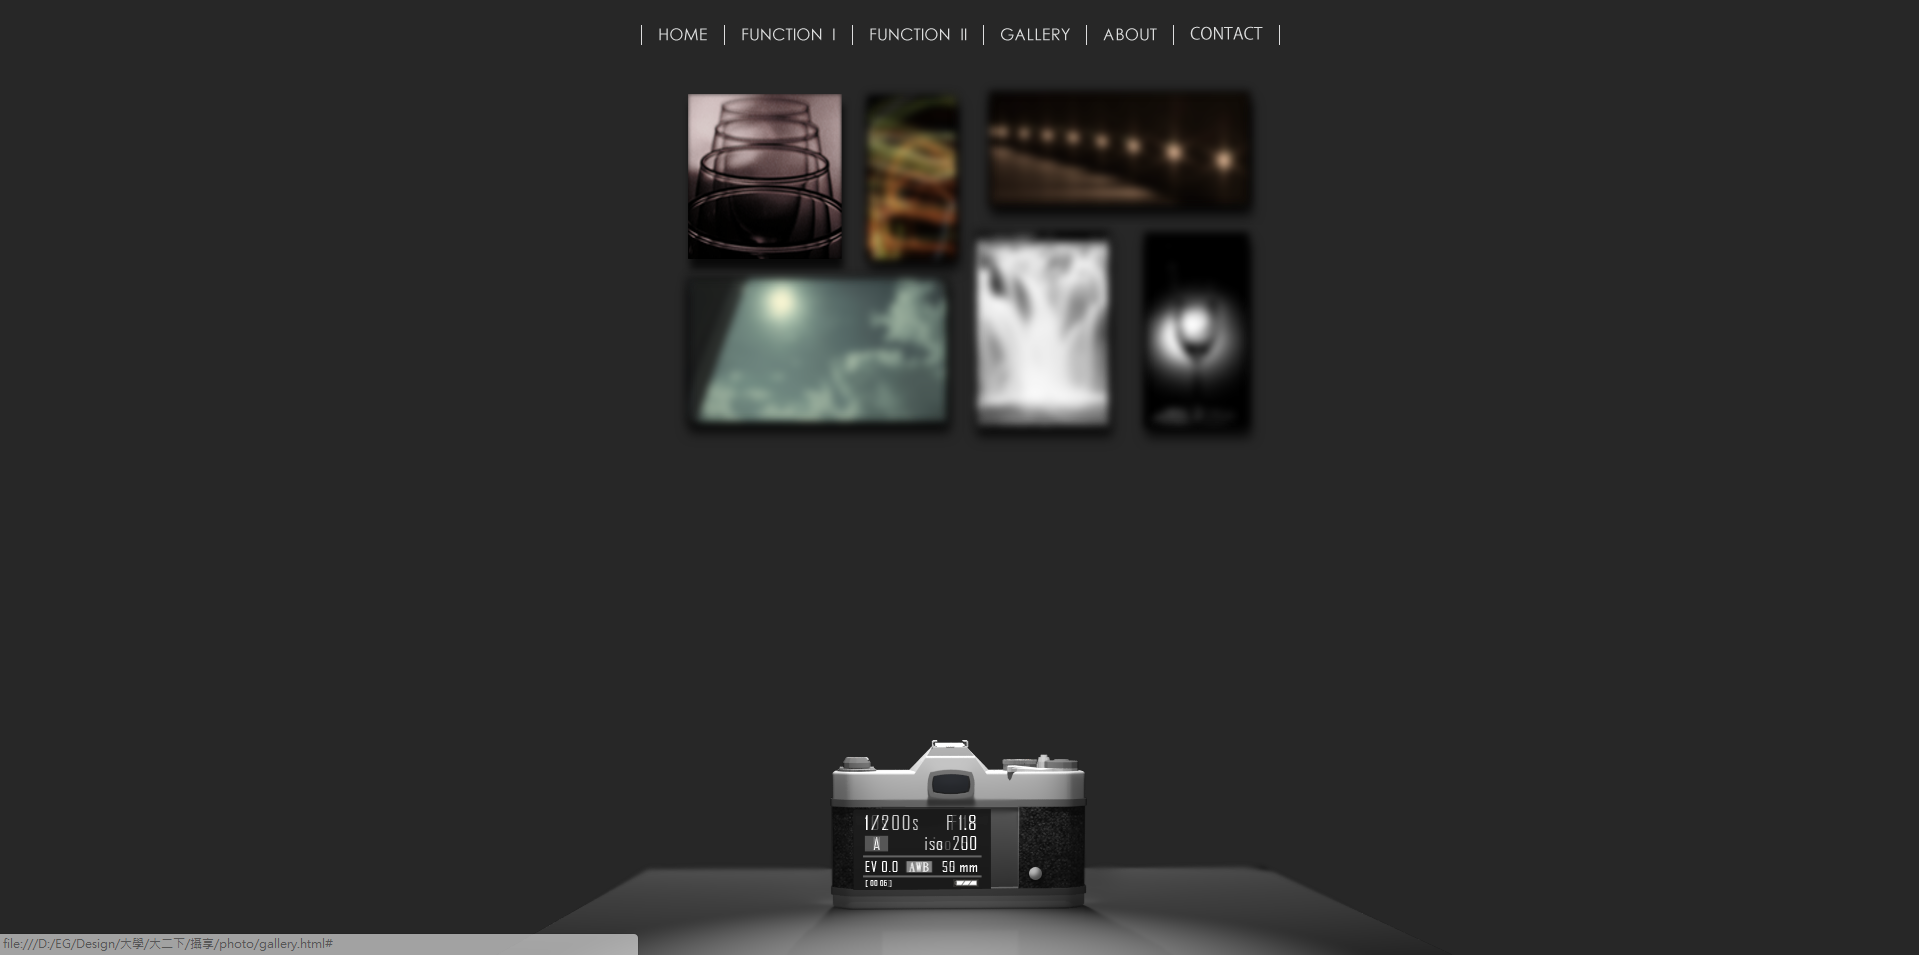 HOME FUNCTION I FUNCTION II GALLERY ABOUT CONTACT
1/200s F1.8
A iso 200
EV 0.0 AWB 50 mm
[ 00 06 ]
file:///D:/EG/Design/大學/大二下/攝享/photo/gallery.html#